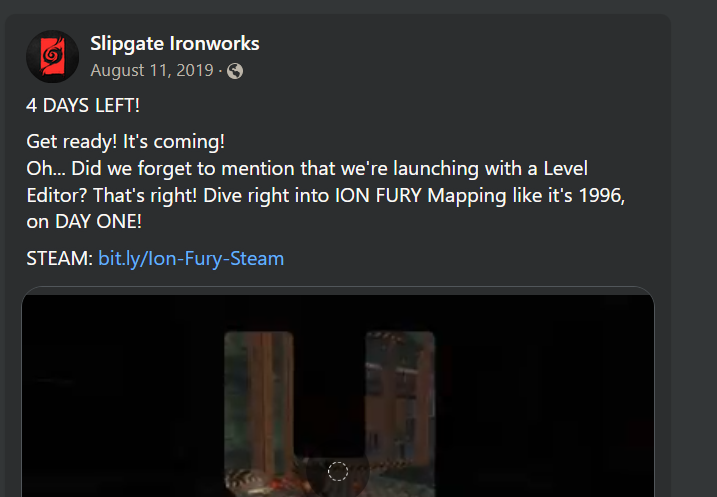 Slipgate Ironworks
August 11, 2019 ·
4 DAYS LEFT!
Get ready! It's coming!
Oh... Did we forget to mention that we're launching with a Level
Editor? That's right! Dive right into ION FURY Mapping like it's 1996,
on DAY ONE!
STEAM: bit.ly/Ion-Fury-Steam